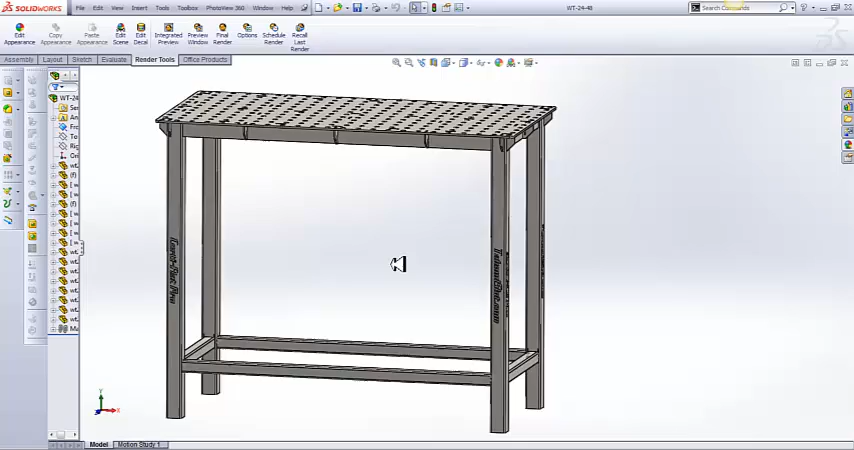 SOLIDWORKS File Edit View Insert Tools Toolbox PhotoView 360 Window Help WT-24-48 Search Commands
Edit Appearance Copy Appearance Paste Appearance Edit Scene Edit Decal Integrated Preview Preview Window Final Render Options Schedule Render Recall Last Render
Assembly Layout Sketch Evaluate Render Tools Office Products
WT-24
Model Motion Study 1